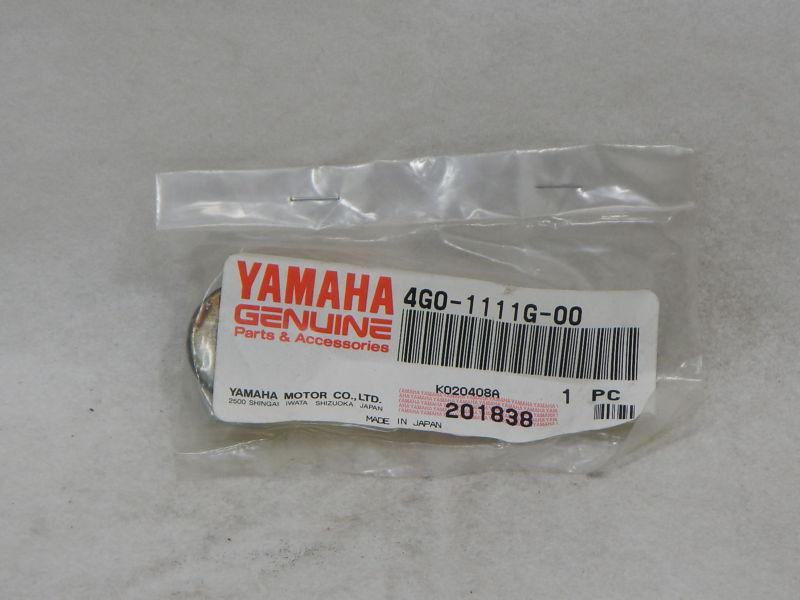 YAMAHA
GENUINE
Parts & Accessories
4G0-1111G-00
YAMAHA MOTOR CO., LTD.
2500 SHINGAI IWATA SHIZUOKA JAPAN
MADE IN JAPAN
K020408A
201838
1 PC